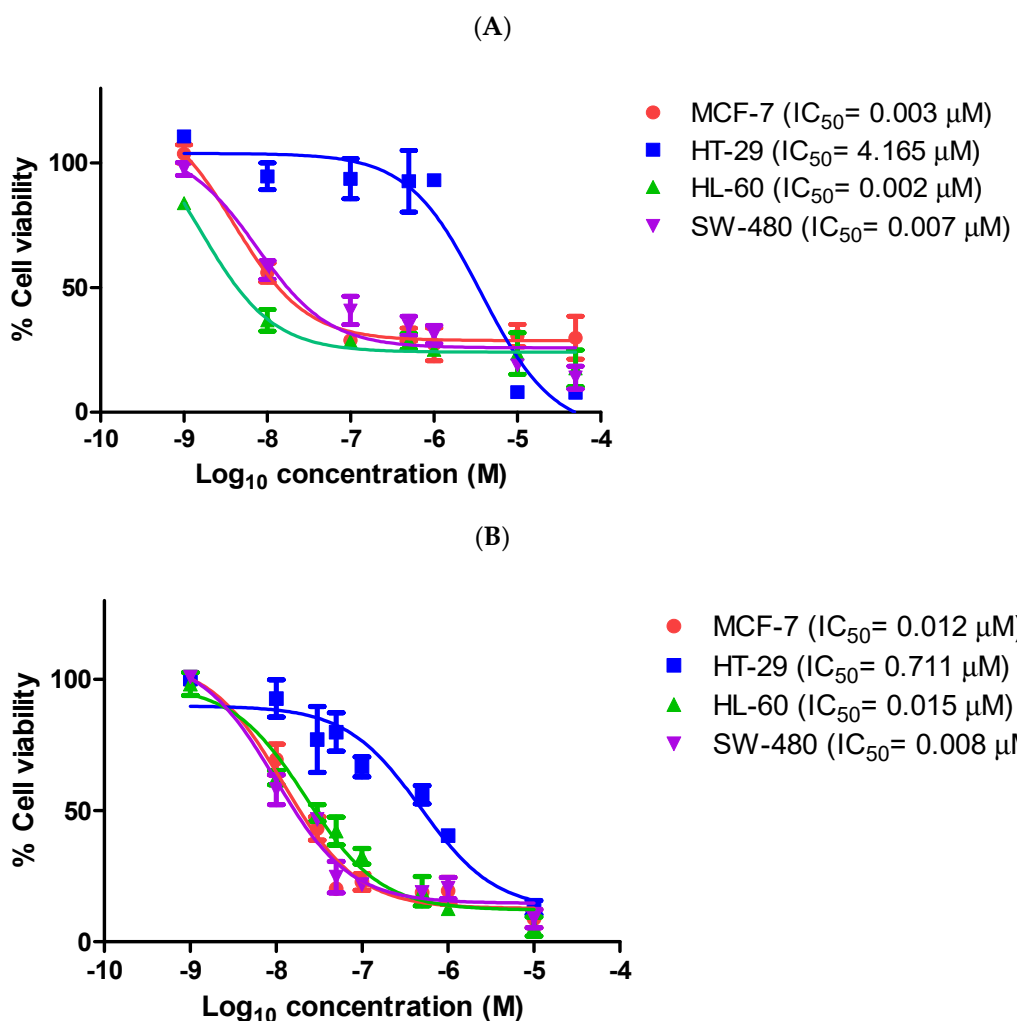 (A)
MCF-7 (IC50= 0.003 μM)
HT-29 (IC50= 4.165 μM)
HL-60 (IC50= 0.002 μM)
SW-480 (IC50= 0.007 μM)
% Cell viability
100
50
0
-10 -9 -8 -7 -6 -5 -4
Log10 concentration (M)
(B)
MCF-7 (IC50= 0.012 μM)
HT-29 (IC50= 0.711 μM)
HL-60 (IC50= 0.015 μM)
SW-480 (IC50= 0.008 μM
% Cell viability
100
50
0
-10 -9 -8 -7 -6 -5 -4
Log10 concentration (M)